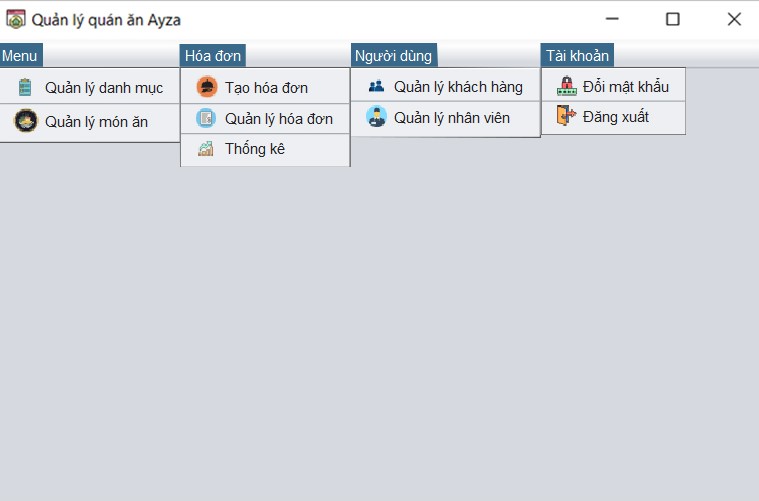 Quản lý quán ăn Ayza
Menu
Quản lý danh mục
Quản lý món ăn
Hóa đơn
Tạo hóa đơn
Quản lý hóa đơn
Thống kê
Người dùng
Quản lý khách hàng
Quản lý nhân viên
Tài khoản
Đổi mật khẩu
Đăng xuất